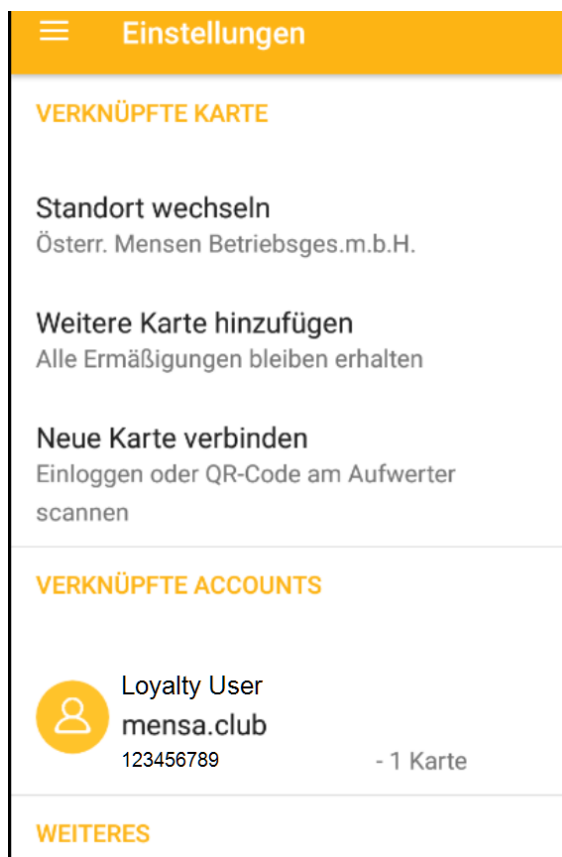 Einstellungen
VERKNÜPFTE KARTE
Standort wechseln
Österr. Mensen Betriebsges.m.b.H.
Weitere Karte hinzufügen
Alle Ermäßigungen bleiben erhalten
Neue Karte verbinden
Einloggen oder QR-Code am Aufwerter
scannen
VERKNÜPFTE ACCOUNTS
Loyalty User
mensa.club
123456789 - 1 Karte
WEITERES